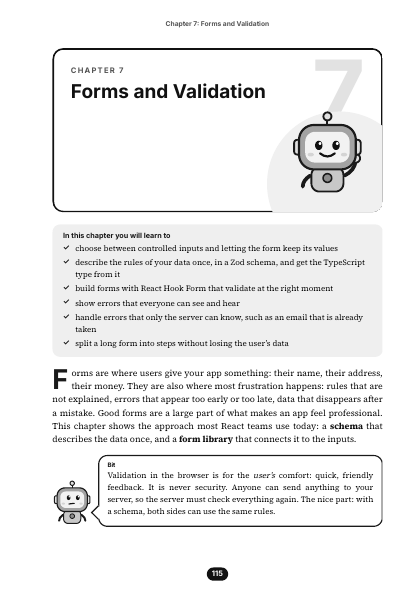 Chapter 7: Forms and Validation
CHAPTER 7
7
Forms and Validation
In this chapter you will learn to
✓ choose between controlled inputs and letting the form keep its values
✓ describe the rules of your data once, in a Zod schema, and get the TypeScript
type from it
✓ build forms with React Hook Form that validate at the right moment
✓ show errors that everyone can see and hear
✓ handle errors that only the server can know, such as an email that is already
taken
✓ split a long form into steps without losing the user's data
Forms are where users give your app something: their name, their address,
their money. They are also where most frustration happens: rules that are
not explained, errors that appear too early or too late, data that disappears after
a mistake. Good forms are a large part of what makes an app feel professional.
This chapter shows the approach most React teams use today: a schema that
describes the data once, and a form library that connects it to the inputs.
Bit
Validation in the browser is for the user's comfort: quick, friendly
feedback. It is never security. Anyone can send anything to your
server, so the server must check everything again. The nice part: with
a schema, both sides can use the same rules.
115